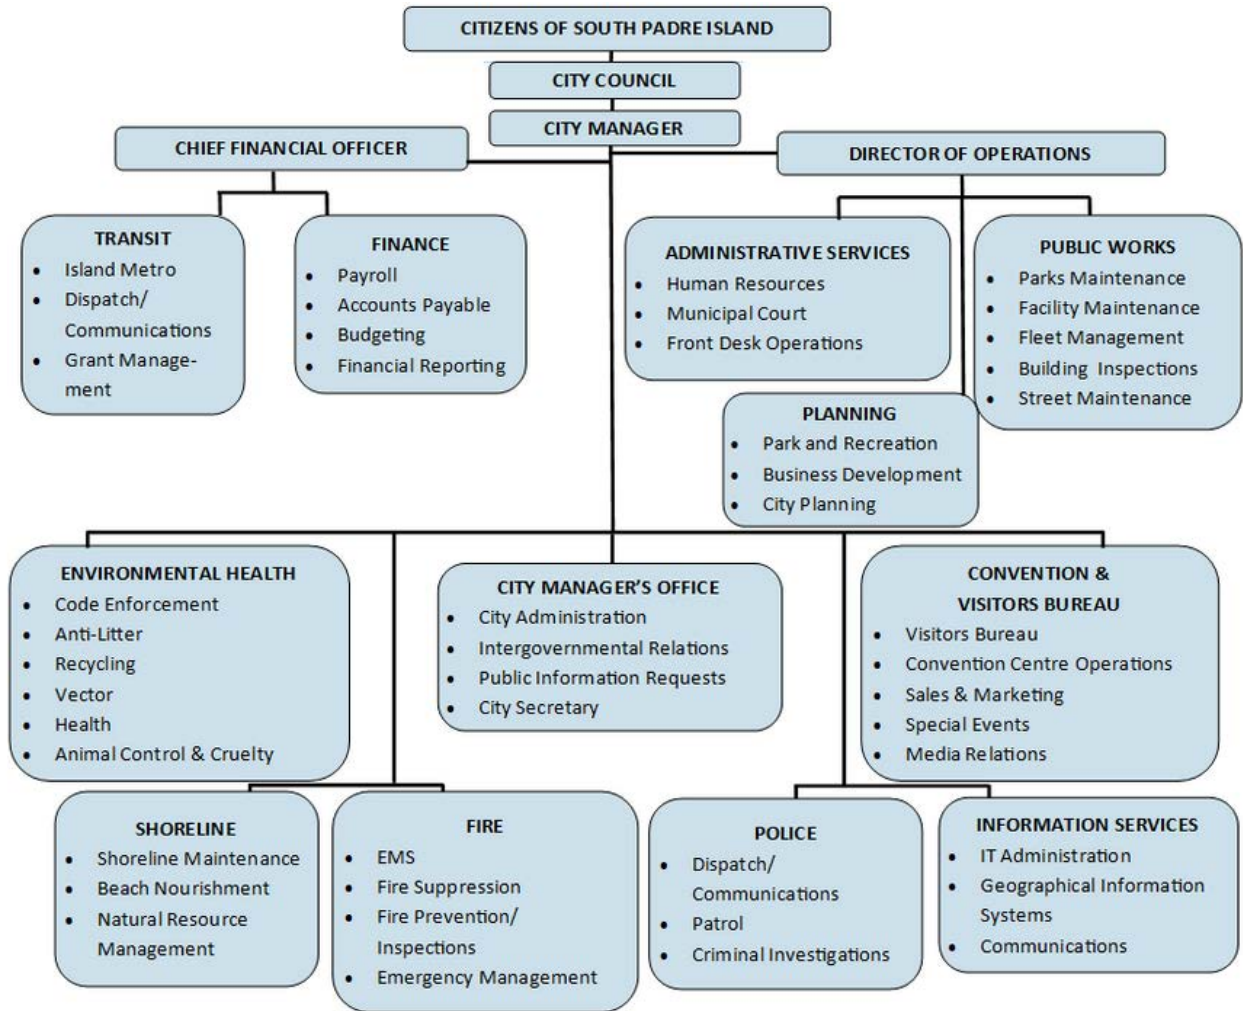 CITIZENS OF SOUTH PADRE ISLAND
CITY COUNCIL
CITY MANAGER
CHIEF FINANCIAL OFFICER
DIRECTOR OF OPERATIONS
TRANSIT
• Island Metro
• Dispatch/
Communications
• Grant Manage-
ment
FINANCE
• Payroll
• Accounts Payable
• Budgeting
• Financial Reporting
ADMINISTRATIVE SERVICES
• Human Resources
• Municipal Court
• Front Desk Operations
PUBLIC WORKS
• Parks Maintenance
• Facility Maintenance
• Fleet Management
• Building Inspections
• Street Maintenance
PLANNING
• Park and Recreation
• Business Development
• City Planning
ENVIRONMENTAL HEALTH
• Code Enforcement
• Anti-Litter
• Recycling
• Vector
• Health
• Animal Control & Cruelty
CITY MANAGER’S OFFICE
• City Administration
• Intergovernmental Relations
• Public Information Requests
• City Secretary
CONVENTION &
VISITORS BUREAU
• Visitors Bureau
• Convention Centre Operations
• Sales & Marketing
• Special Events
• Media Relations
SHORELINE
• Shoreline Maintenance
• Beach Nourishment
• Natural Resource
Management
FIRE
• EMS
• Fire Suppression
• Fire Prevention/
Inspections
• Emergency Management
POLICE
• Dispatch/
Communications
• Patrol
• Criminal Investigations
INFORMATION SERVICES
• IT Administration
• Geographical Information
Systems
• Communications